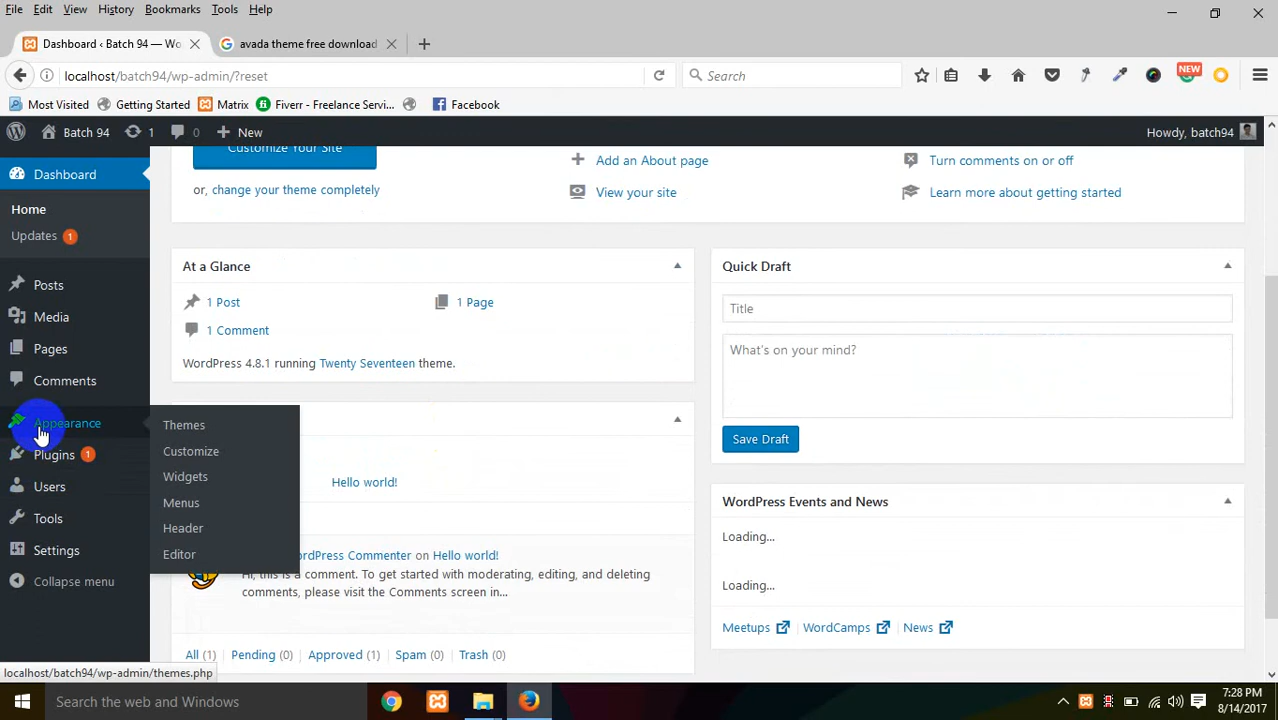 File Edit View History Bookmarks Tools Help
Dashboard ‹ Batch 94 — Wo
avada theme free download
localhost/batch94/wp-admin/?reset
Search
NEW
Most Visited Getting Started Matrix Fiverr - Freelance Servi... Facebook
Batch 94 1 0 New Howdy, batch94
Dashboard
Home
Updates 1
Posts
Media
Pages
Comments
Appearance
Plugins 1
Users
Tools
Settings
Collapse menu
Themes
Customize
Widgets
Menus
Header
Editor
Customize Your Site
or, change your theme completely
Add an About page
View your site
Turn comments on or off
Learn more about getting started
At a Glance
1 Post 1 Page
1 Comment
WordPress 4.8.1 running Twenty Seventeen theme.
Hello world!
WordPress Commenter on Hello world!
Hi, this is a comment. To get started with moderating, editing, and deleting
comments, please visit the Comments screen in...
All (1) Pending (0) Approved (1) Spam (0) Trash (0)
Quick Draft
Title
What's on your mind?
Save Draft
WordPress Events and News
Loading...
Loading...
Meetups WordCamps News
localhost/batch94/wp-admin/themes.php
Search the web and Windows
7:28 PM
8/14/2017